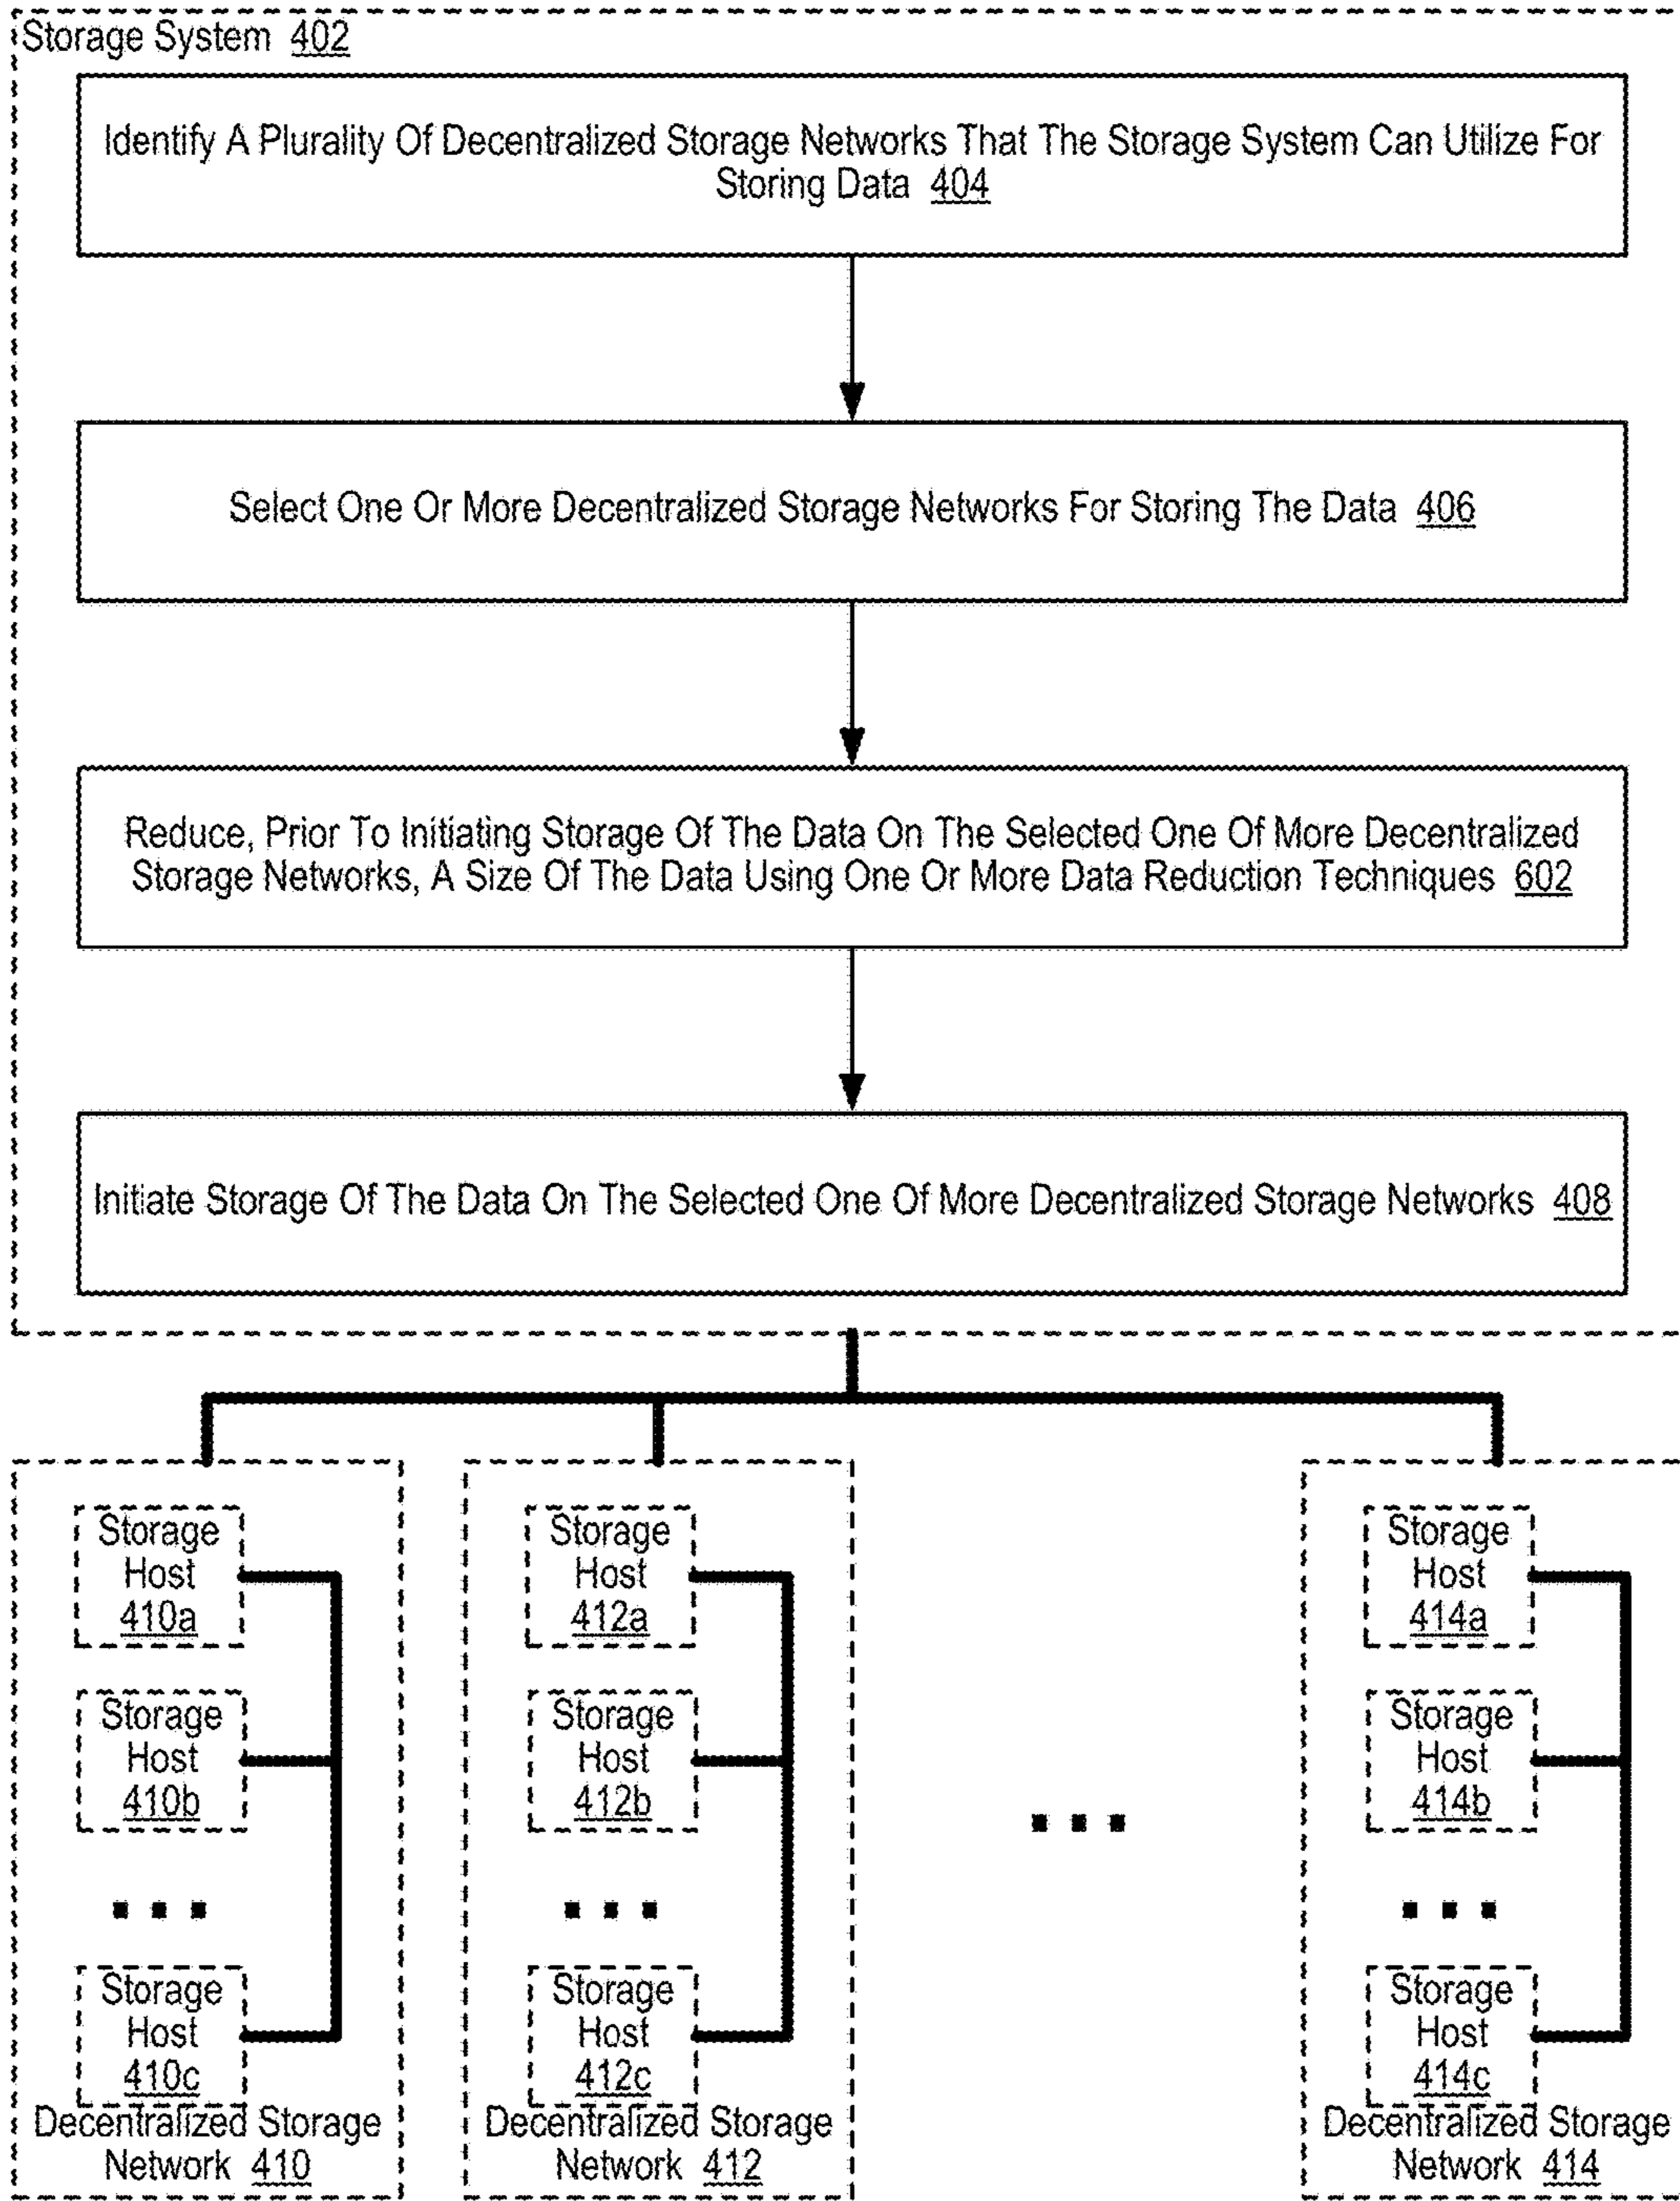 Storage System 402
Identify A Plurality Of Decentralized Storage Networks That The Storage System Can Utilize For
Storing Data 404
Select One Or More Decentralized Storage Networks For Storing The Data 406
Reduce, Prior To Initiating Storage Of The Data On The Selected One Of More Decentralized
Storage Networks, A Size Of The Data Using One Or More Data Reduction Techniques 602
Initiate Storage Of The Data On The Selected One Of More Decentralized Storage Networks 408
Storage
Host
410a
Storage
Host
410b
...
Storage
Host
410c
Decentralized Storage
Network 410
Storage
Host
412a
Storage
Host
412b
...
Storage
Host
412c
Decentralized Storage
Network 412
...
Storage
Host
414a
Storage
Host
414b
...
Storage
Host
414c
Decentralized Storage
Network 414